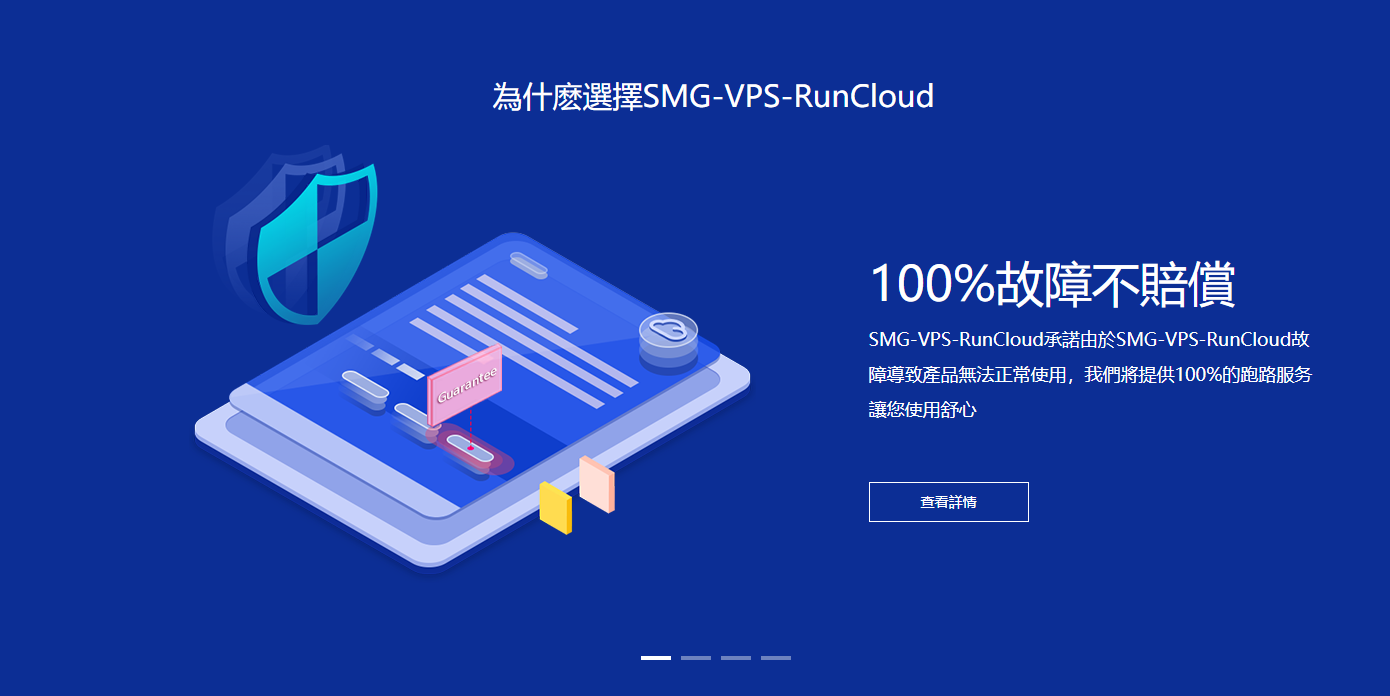 為什麽選擇SMG-VPS-RunCloud
Guarantee
100%故障不賠償
SMG-VPS-RunCloud承諾由於SMG-VPS-RunCloud故
障導致產品無法正常使用，我們將提供100%的跑路服务
讓您使用舒心
查看詳情